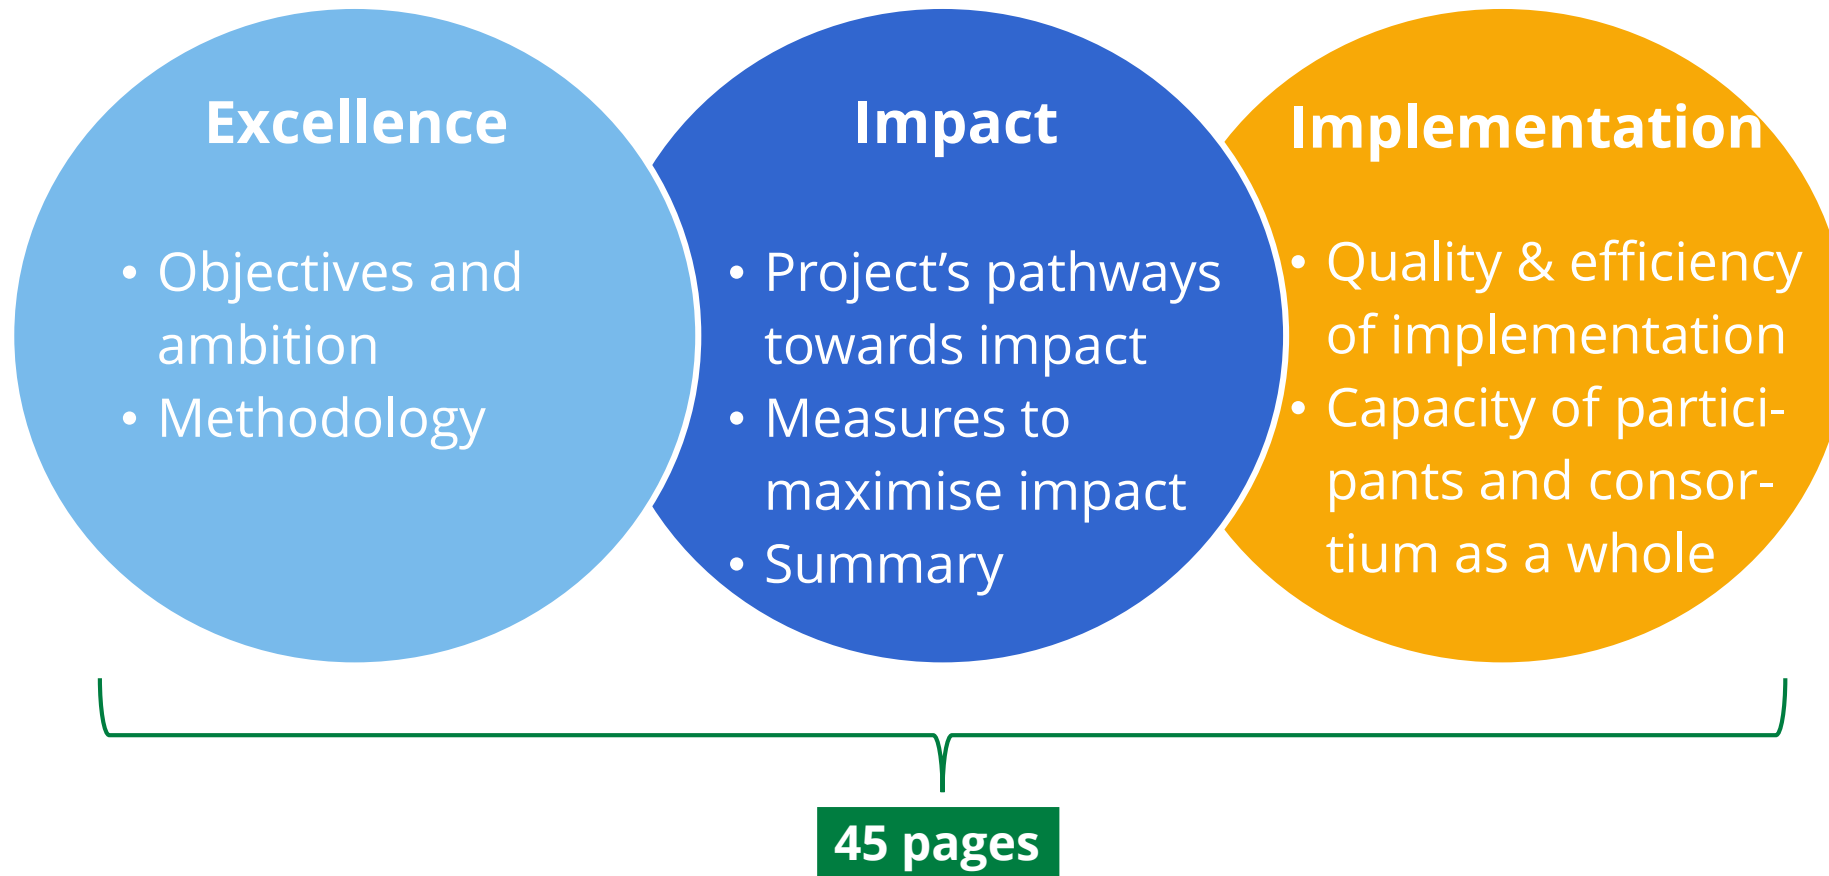 Excellence
• Objectives and
ambition
• Methodology
Impact
• Project’s pathways
towards impact
• Measures to
maximise impact
• Summary
Implementation
• Quality & efficiency
of implementation
• Capacity of partici-
pants and consor-
tium as a whole
45 pages